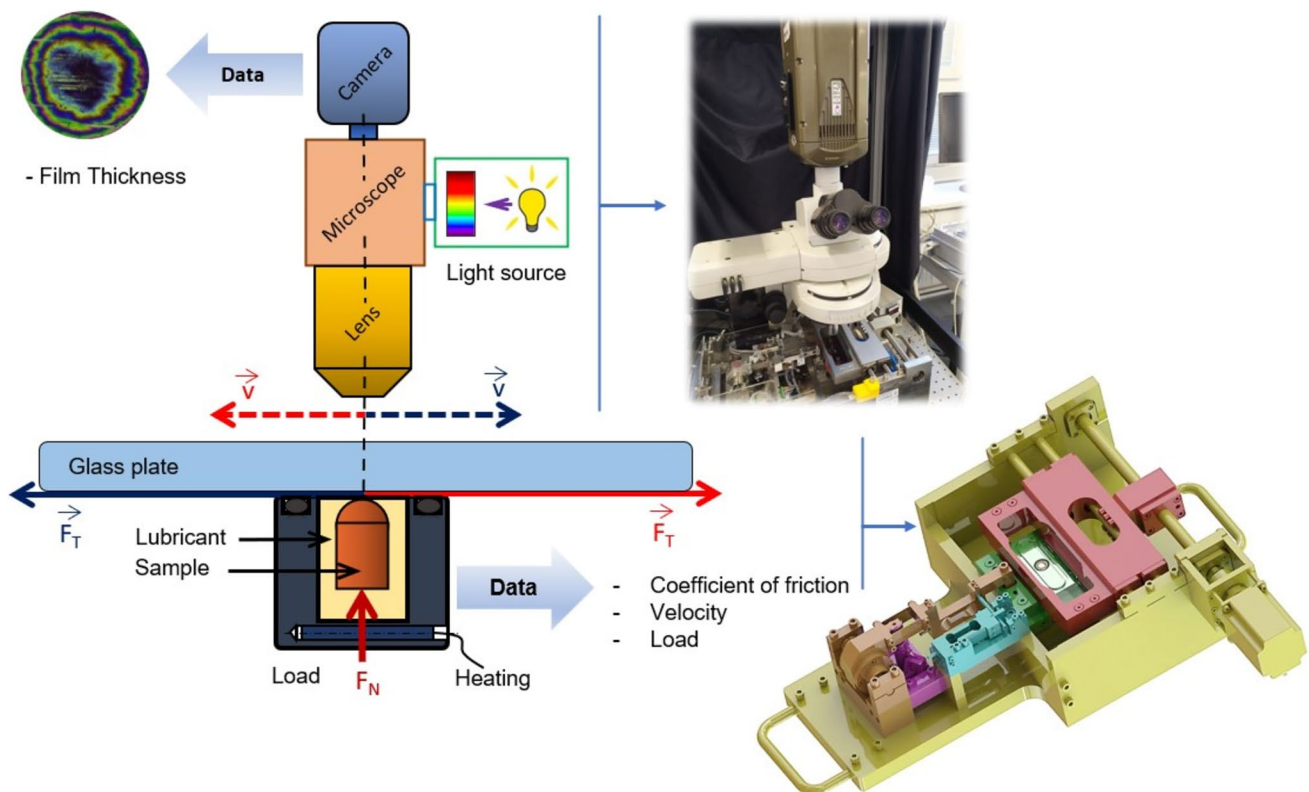 Data
Camera
- Film Thickness
Microscope
Light source
Lens
v
v
Glass plate
F_T
F_T
Lubricant
Sample
Data
- Coefficient of friction
- Velocity
- Load
Load
F_N
Heating